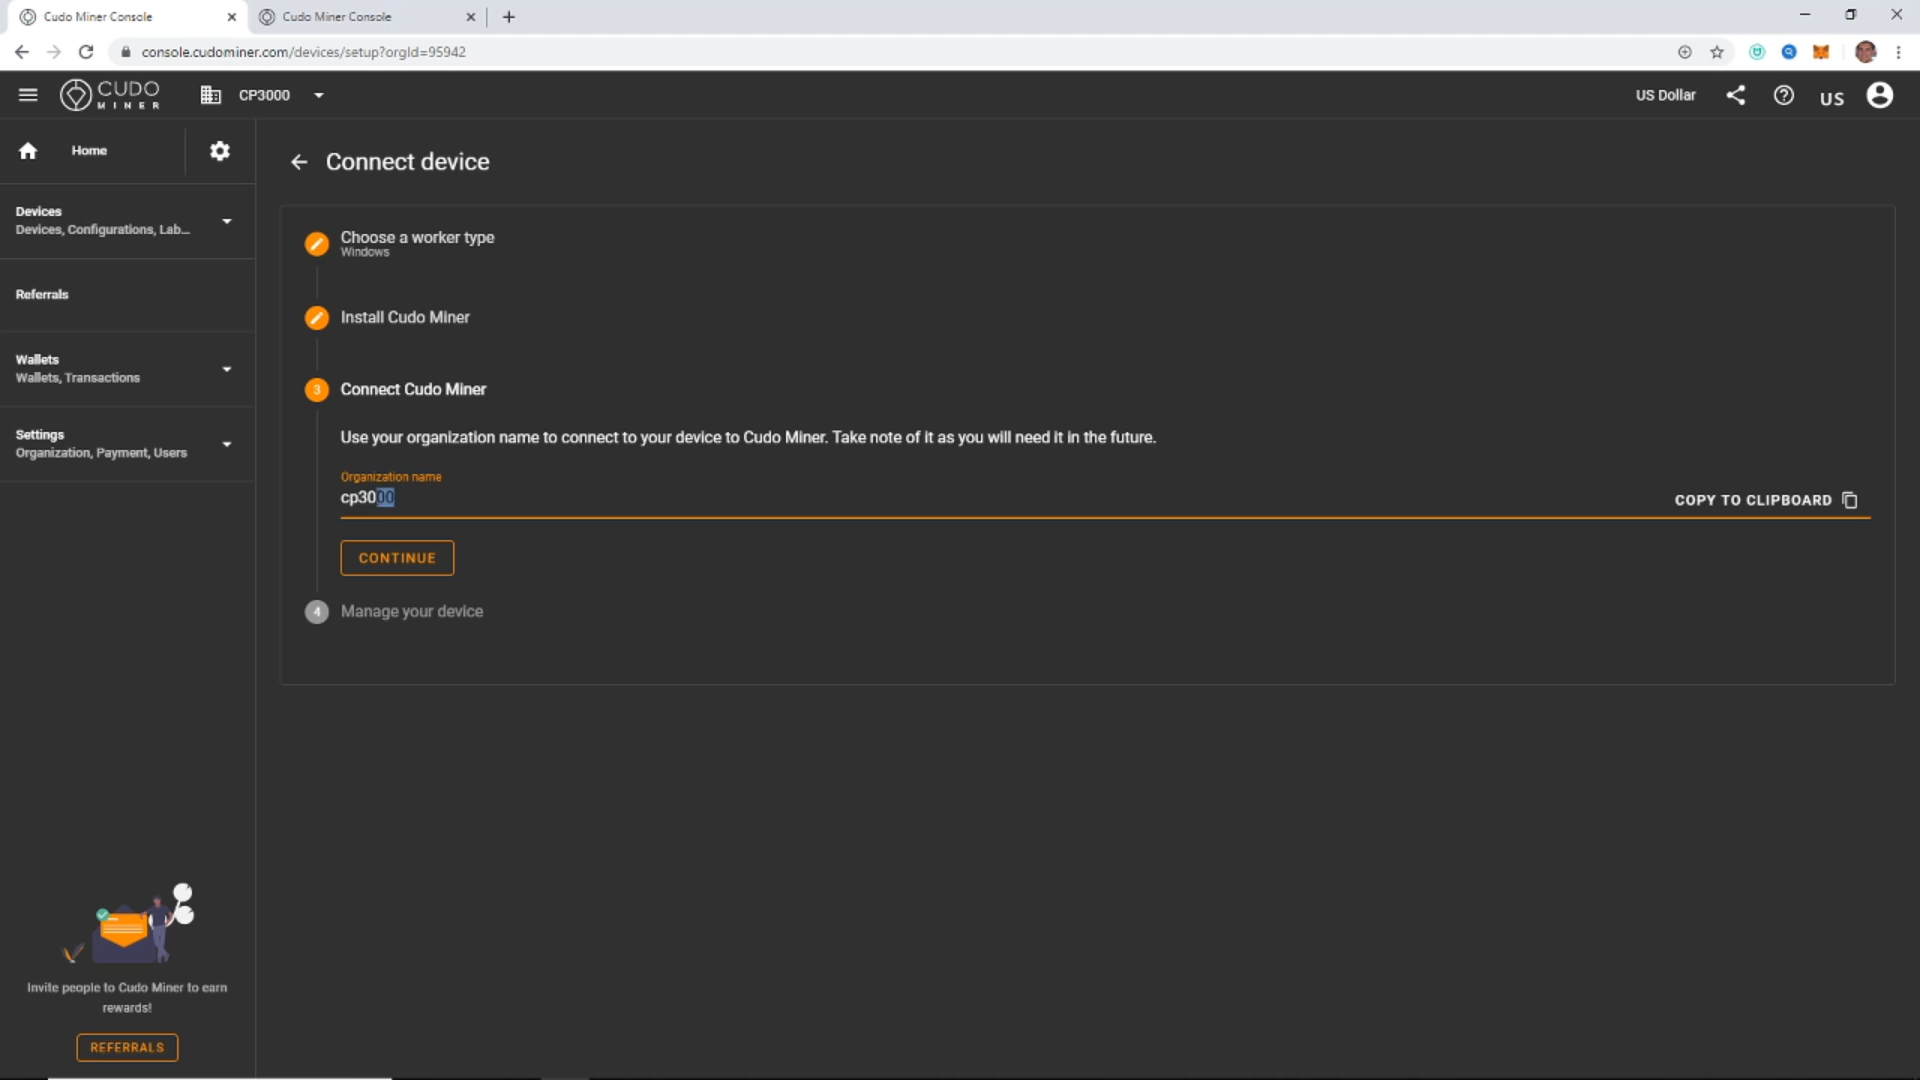 Cudo Miner Console
Cudo Miner Console
console.cudominer.com/devices/setup?orgId=95942
CUDO
MINER
CP3000
US Dollar
US
Home
Devices
Devices, Configurations, Lab...
Referrals
Wallets
Wallets, Transactions
Settings
Organization, Payment, Users
Connect device
Choose a worker type
Windows
Install Cudo Miner
3
Connect Cudo Miner
Use your organization name to connect to your device to Cudo Miner. Take note of it as you will need it in the future.
Organization name
cp3000
COPY TO CLIPBOARD
CONTINUE
4
Manage your device
Invite people to Cudo Miner to earn
rewards!
REFERRALS